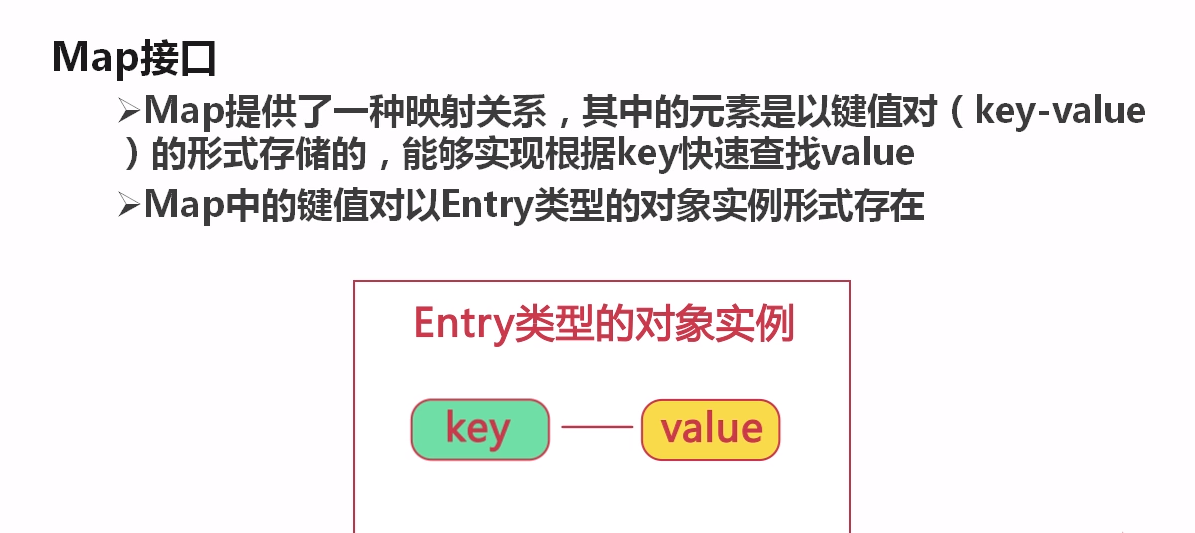 Map接口
➢Map提供了一种映射关系，其中的元素是以键值对（key-value
）的形式存储的，能够实现根据key快速查找value
➢Map中的键值对以Entry类型的对象实例形式存在
Entry类型的对象实例
key
value